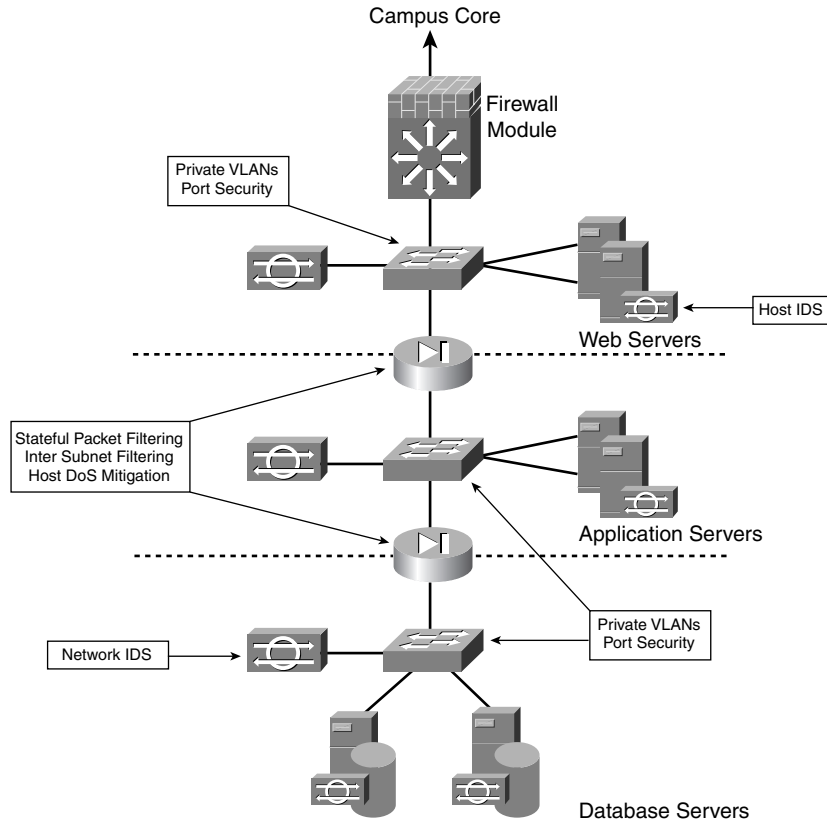 Campus Core
Firewall
Module
Private VLANs
Port Security
Host IDS
Web Servers
Stateful Packet Filtering
Inter Subnet Filtering
Host DoS Mitigation
Application Servers
Private VLANs
Port Security
Network IDS
Database Servers